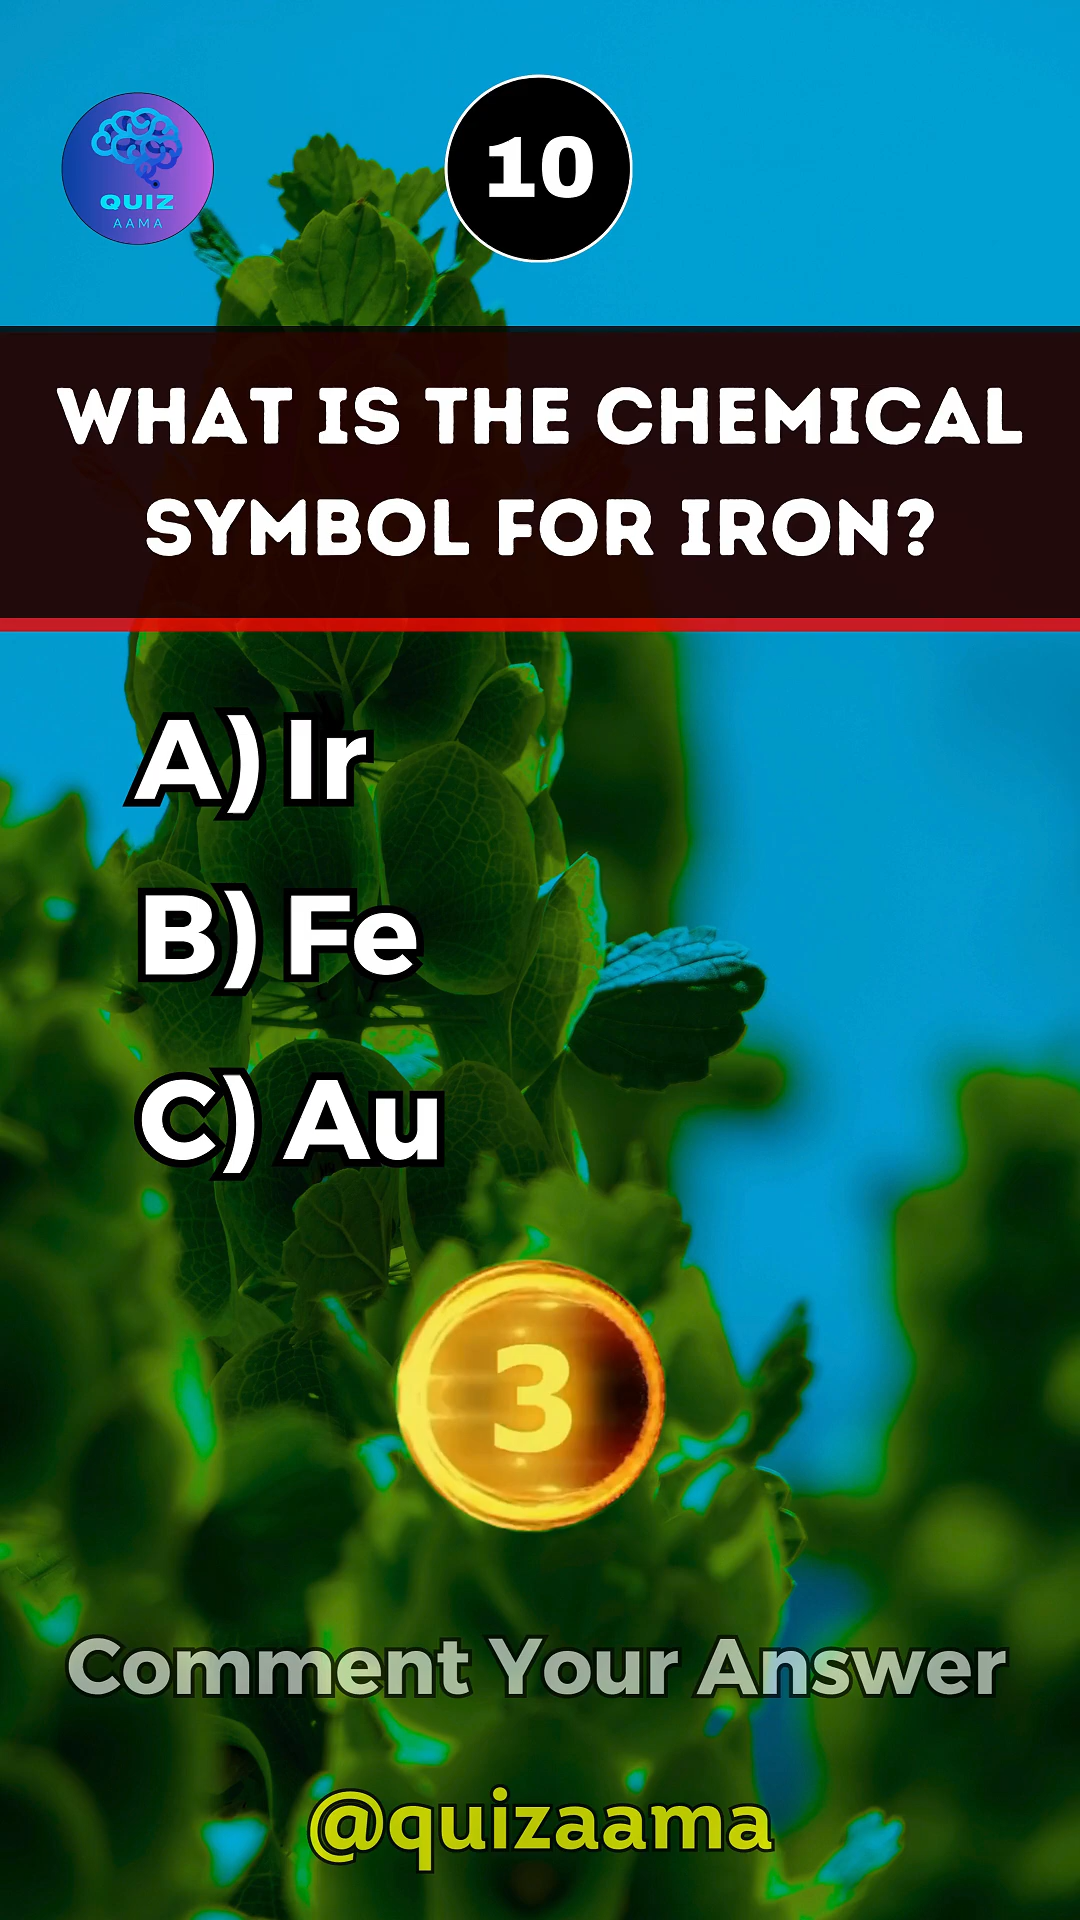 QUIZ
AAMA
10
WHAT IS THE CHEMICAL
SYMBOL FOR IRON?
A) Ir
B) Fe
C) Au
3
Comment Your Answer
@quizaama